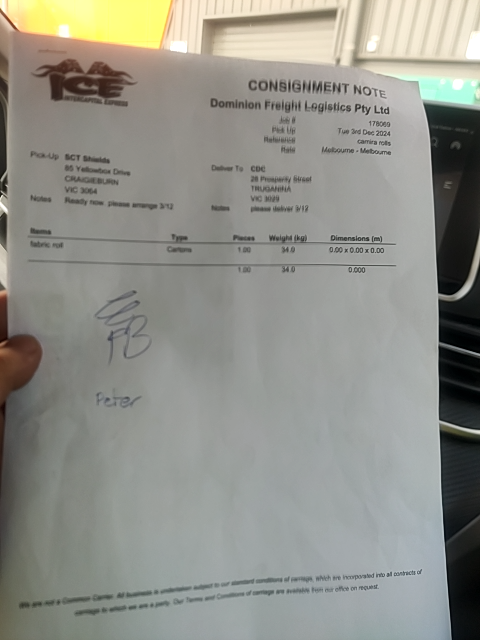 ICE
INTERCAPITAL EXPRESS
CONSIGNMENT NOTE
Dominion Freight Logistics Pty Ltd
Job # 178069
Pick Up Tue 3rd Dec 2024
Reference camira rolls
Rate Melbourne - Melbourne
Pick-Up SCT Shields
85 Yellowbox Drive
CRAIGIEBURN
VIC 3064
Notes Ready now. please arrange 3/12
Deliver To CDC
28 Prosperity Street
TRUGANINA
VIC 3029
Notes please deliver 3/12
Items Type Pieces Weight (kg) Dimensions (m)
fabric roll Cartons 1.00 34.0 0.00 x 0.00 x 0.00
1.00 34.0 0.000
FB
Peter
We are not a Common Carrier. All business is undertaken subject to our standard conditions of carriage, which are incorporated into all contracts of
carriage to which we are a party. Our Terms and Conditions of carriage are available from our office on request.